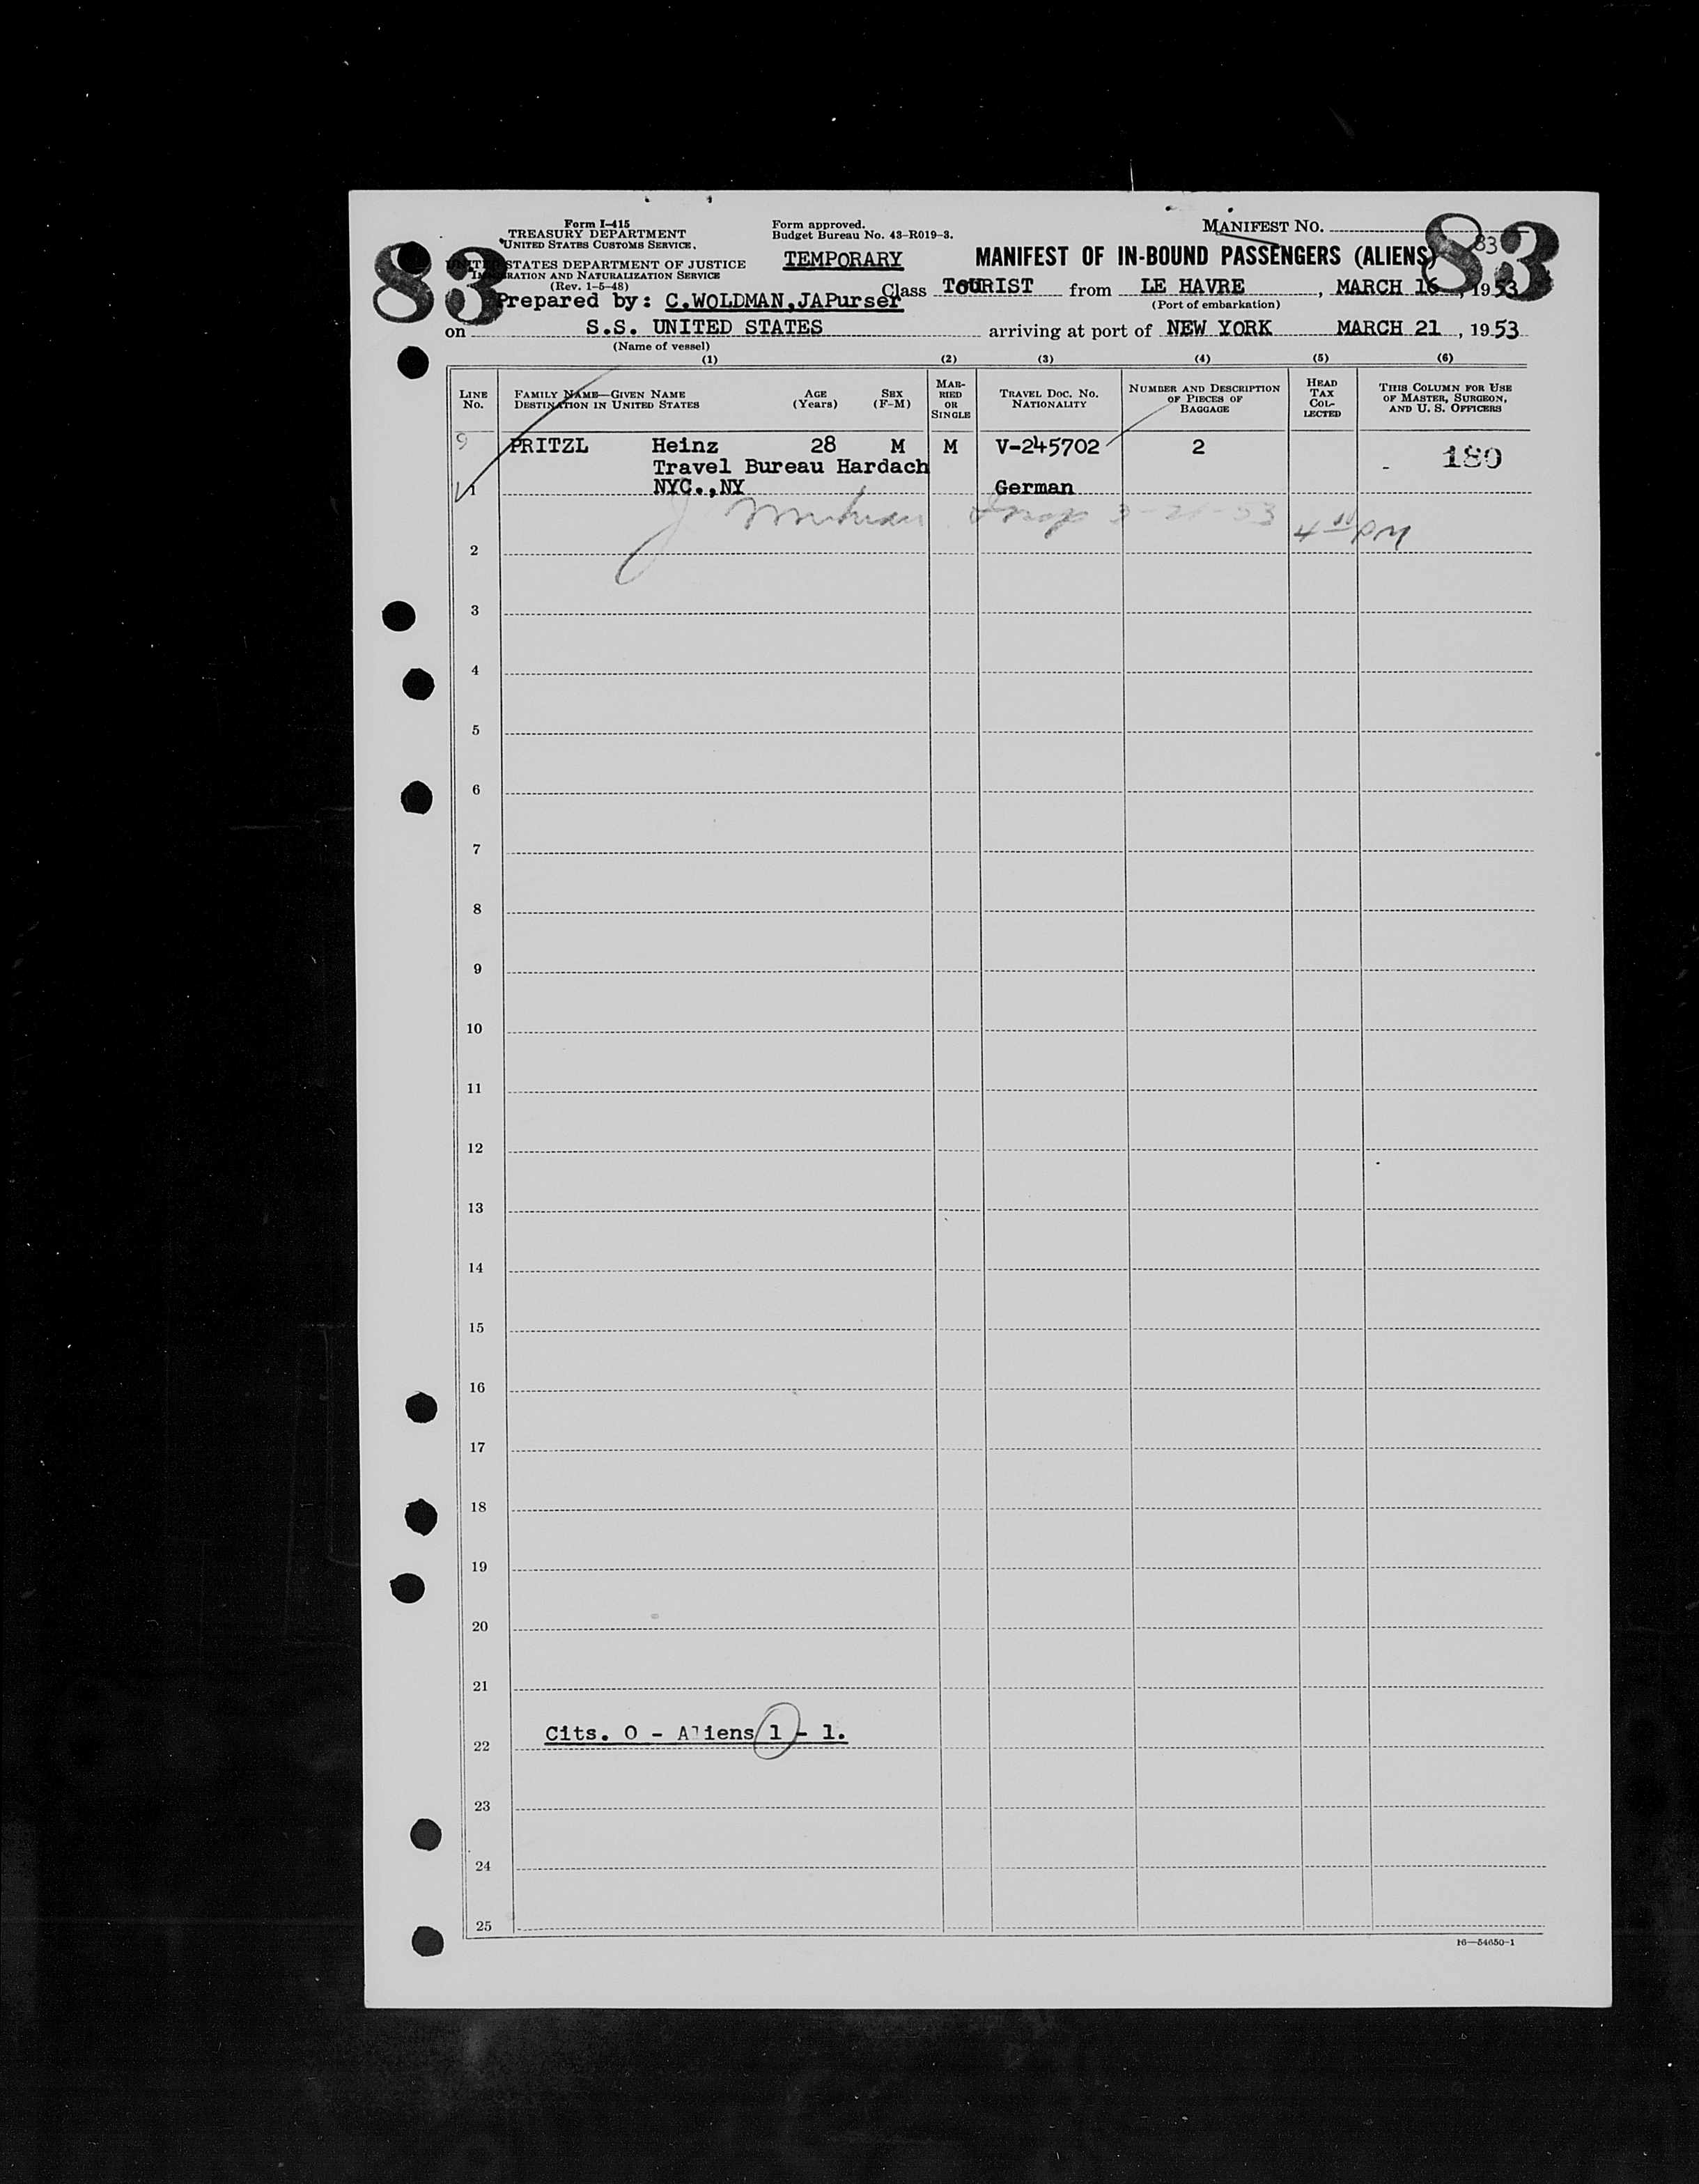 Form I-415
TREASURY DEPARTMENT
UNITED STATES CUSTOMS SERVICE,
UNITED STATES DEPARTMENT OF JUSTICE
IMMIGRATION AND NATURALIZATION SERVICE
(Rev. 1-5-48)
Form approved.
Budget Bureau No. 43-R019-3.
TEMPORARY
MANIFEST NO.
83
83
83
MANIFEST OF IN-BOUND PASSENGERS (ALIENS)
Prepared by: C.WOLDMAN,JAPurser
Class TOURIST from LE HAVRE, MARCH 16, 1953
(Port of embarkation)
on S.S. UNITED STATES arriving at port of NEW YORK MARCH 21, 1953
(Name of vessel)
(1) (2) (3) (4) (5) (6)
LINE NO.
FAMILY NAME—GIVEN NAME
DESTINATION IN UNITED STATES
AGE (Years)
SEX (F-M)
MARRIED OR SINGLE
TRAVEL DOC. NO. NATIONALITY
NUMBER AND DESCRIPTION OF PIECES OF BAGGAGE
HEAD TAX COLLECTED
THIS COLUMN FOR USE OF MASTER, SURGEON, AND U. S. OFFICERS
9 PRITZL Heinz 28 M M V-245702 2 - 180
Travel Bureau Hardach
1 NYC.,NY German
3-21-53
2
3
4
5
6
7
8
9
10
11
12
13
14
15
16
17
18
19
20
21
Cits. 0 - Aliens 1 - 1.
22
23
24
25
16—54650-1